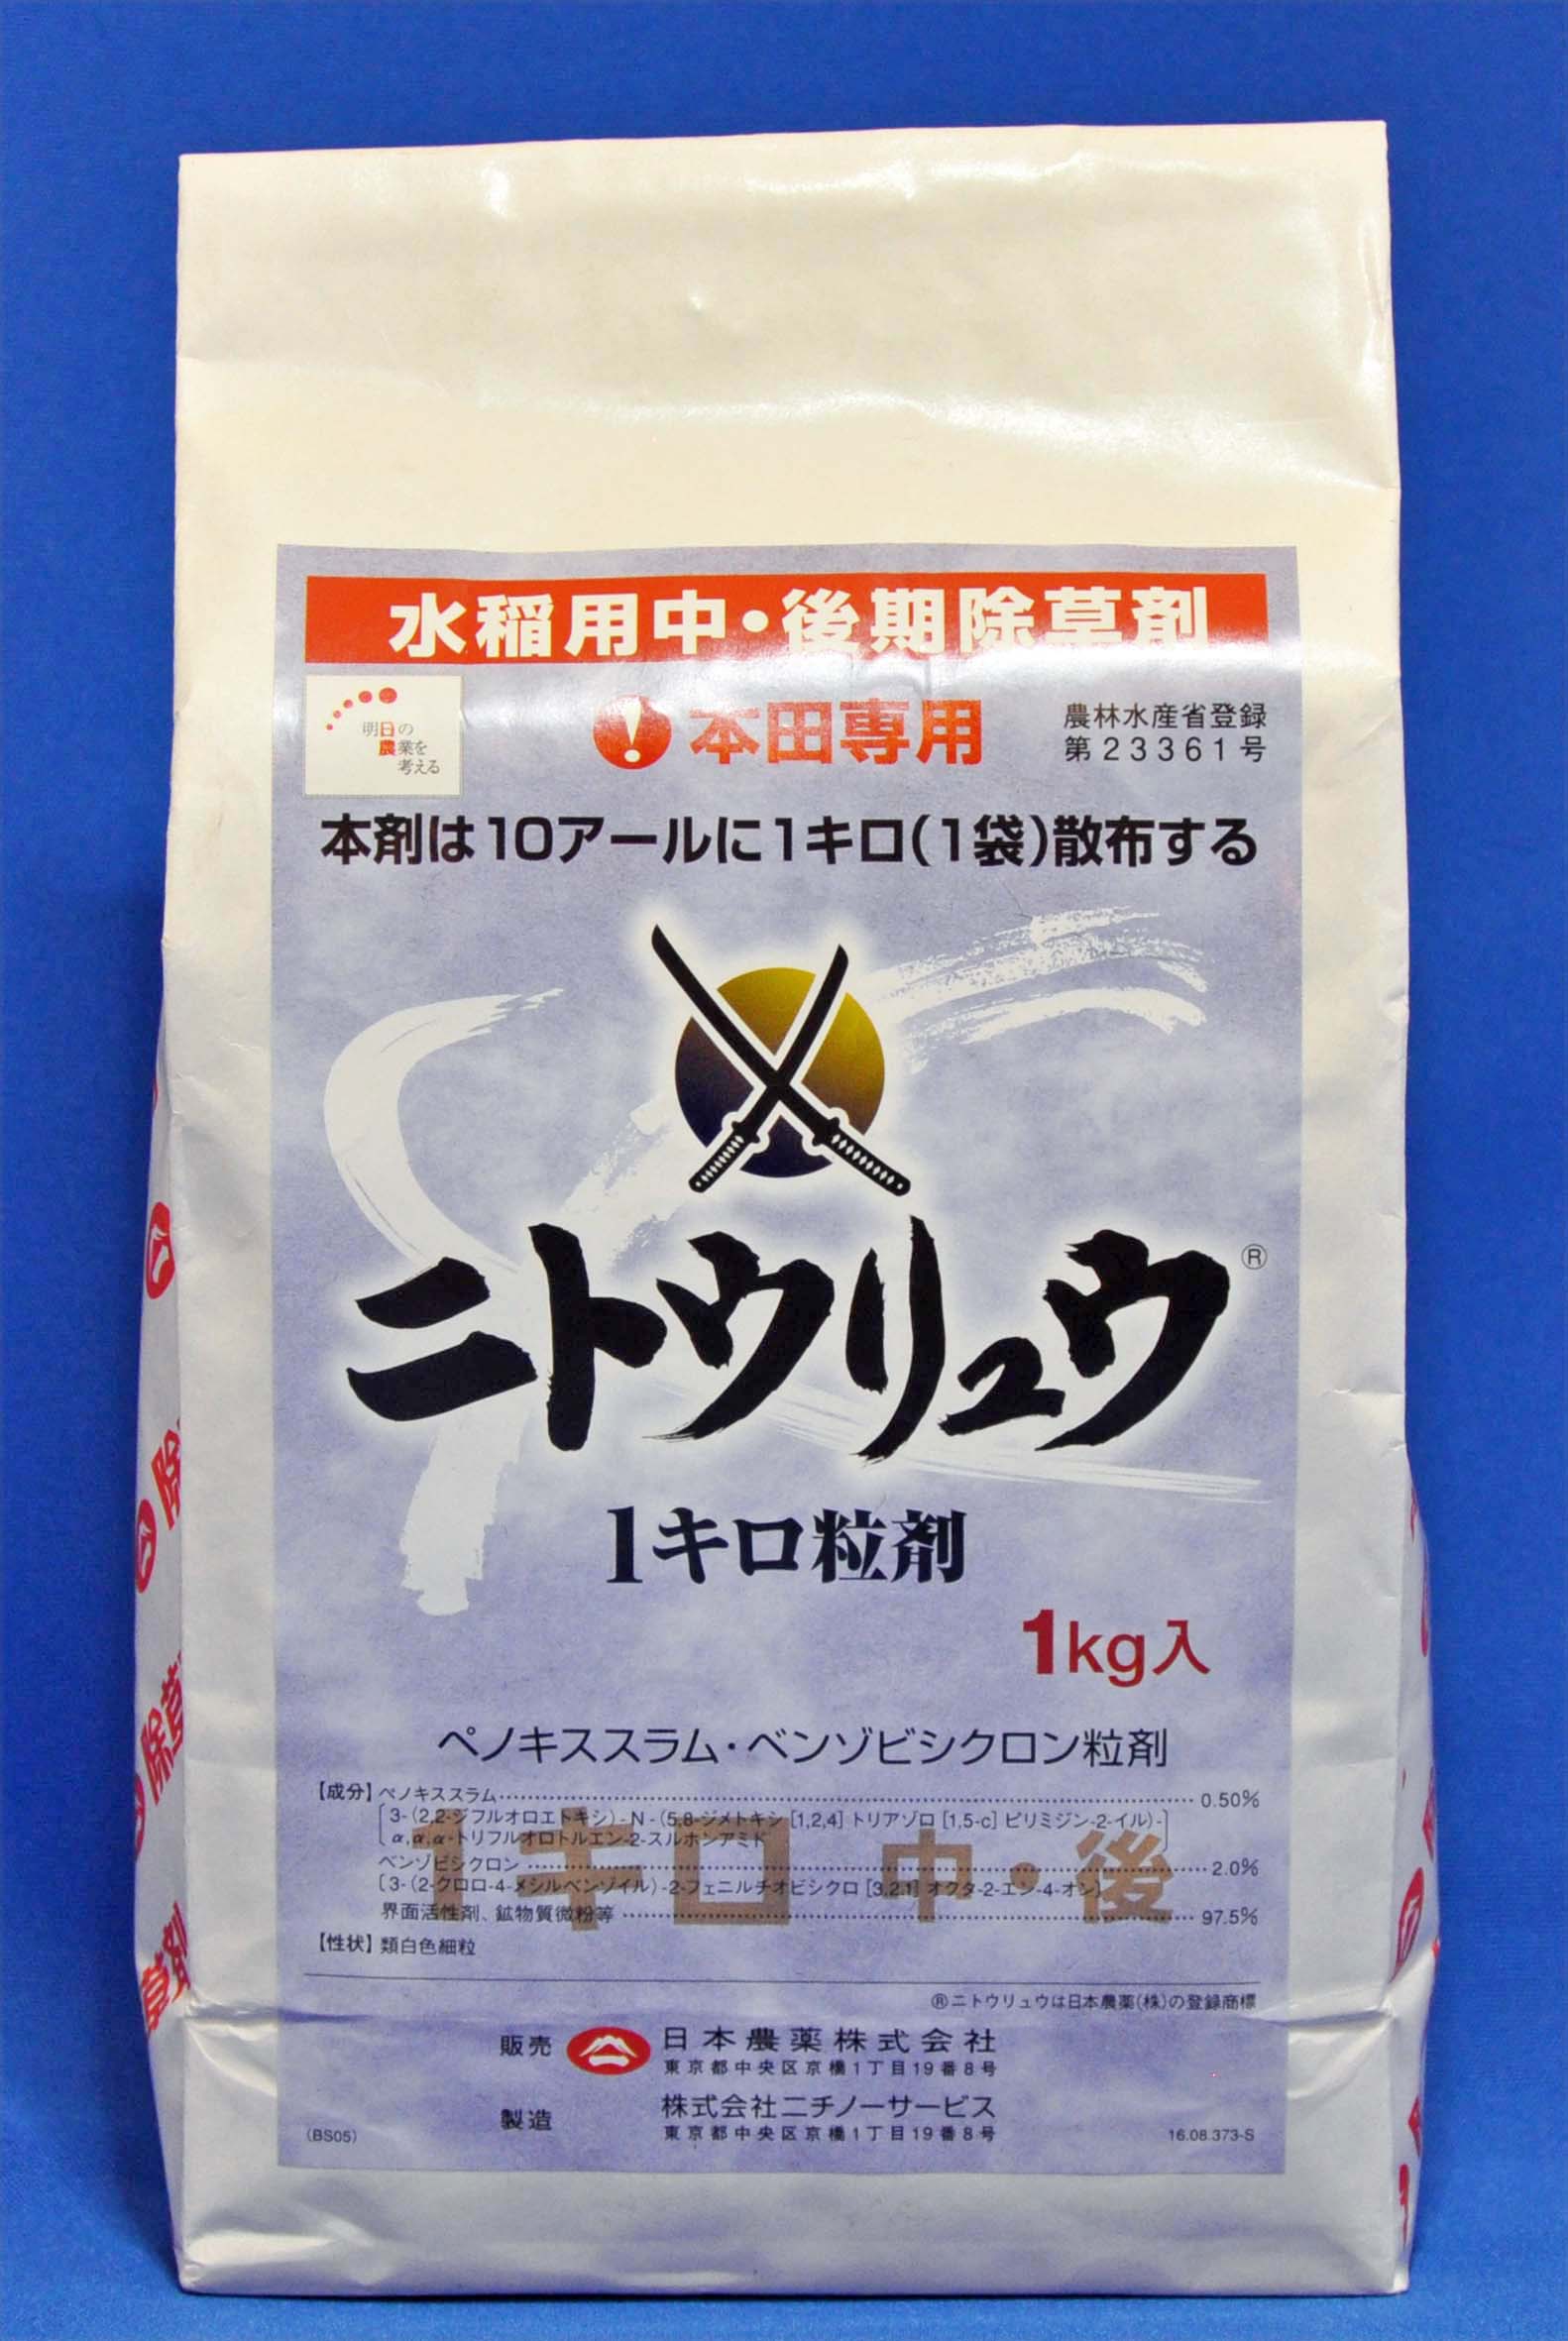 水稲用中・後期除草剤
明日の
農業を
考える
本田専用
農林水産省登録
第23361号
本剤は10アールに1キロ(1袋)散布する
ニトウリュウ®
1キロ粒剤
1kg入
ペノキススラム・ベンゾビシクロン粒剤
【成分】ペノキススラム 0.50%
[3-(2,2-ジフルオロエトキシ)-N-(5,8-ジメトキシ[1,2,4]トリアゾロ[1,5-c]ピリミジン-2-イル)-
α,α,α-トリフルオロトルエン-2-スルホンアミド]
ベンゾビシクロン 2.0%
[3-(2-クロロ-4-メシルベンゾイル)-2-フェニルチオビシクロ[3.2.1]オクタ-2-エン-4-オン]
界面活性剤、鉱物質微粉等 97.5%
キロ 中・後
【性状】類白色細粒
®ニトウリュウは日本農薬(株)の登録商標
販売 日本農薬株式会社
東京都中央区京橋1丁目19番8号
製造 株式会社ニチノーサービス
東京都中央区京橋1丁目19番8号
(BS05)
16.08.373-S
除
除草
草剤